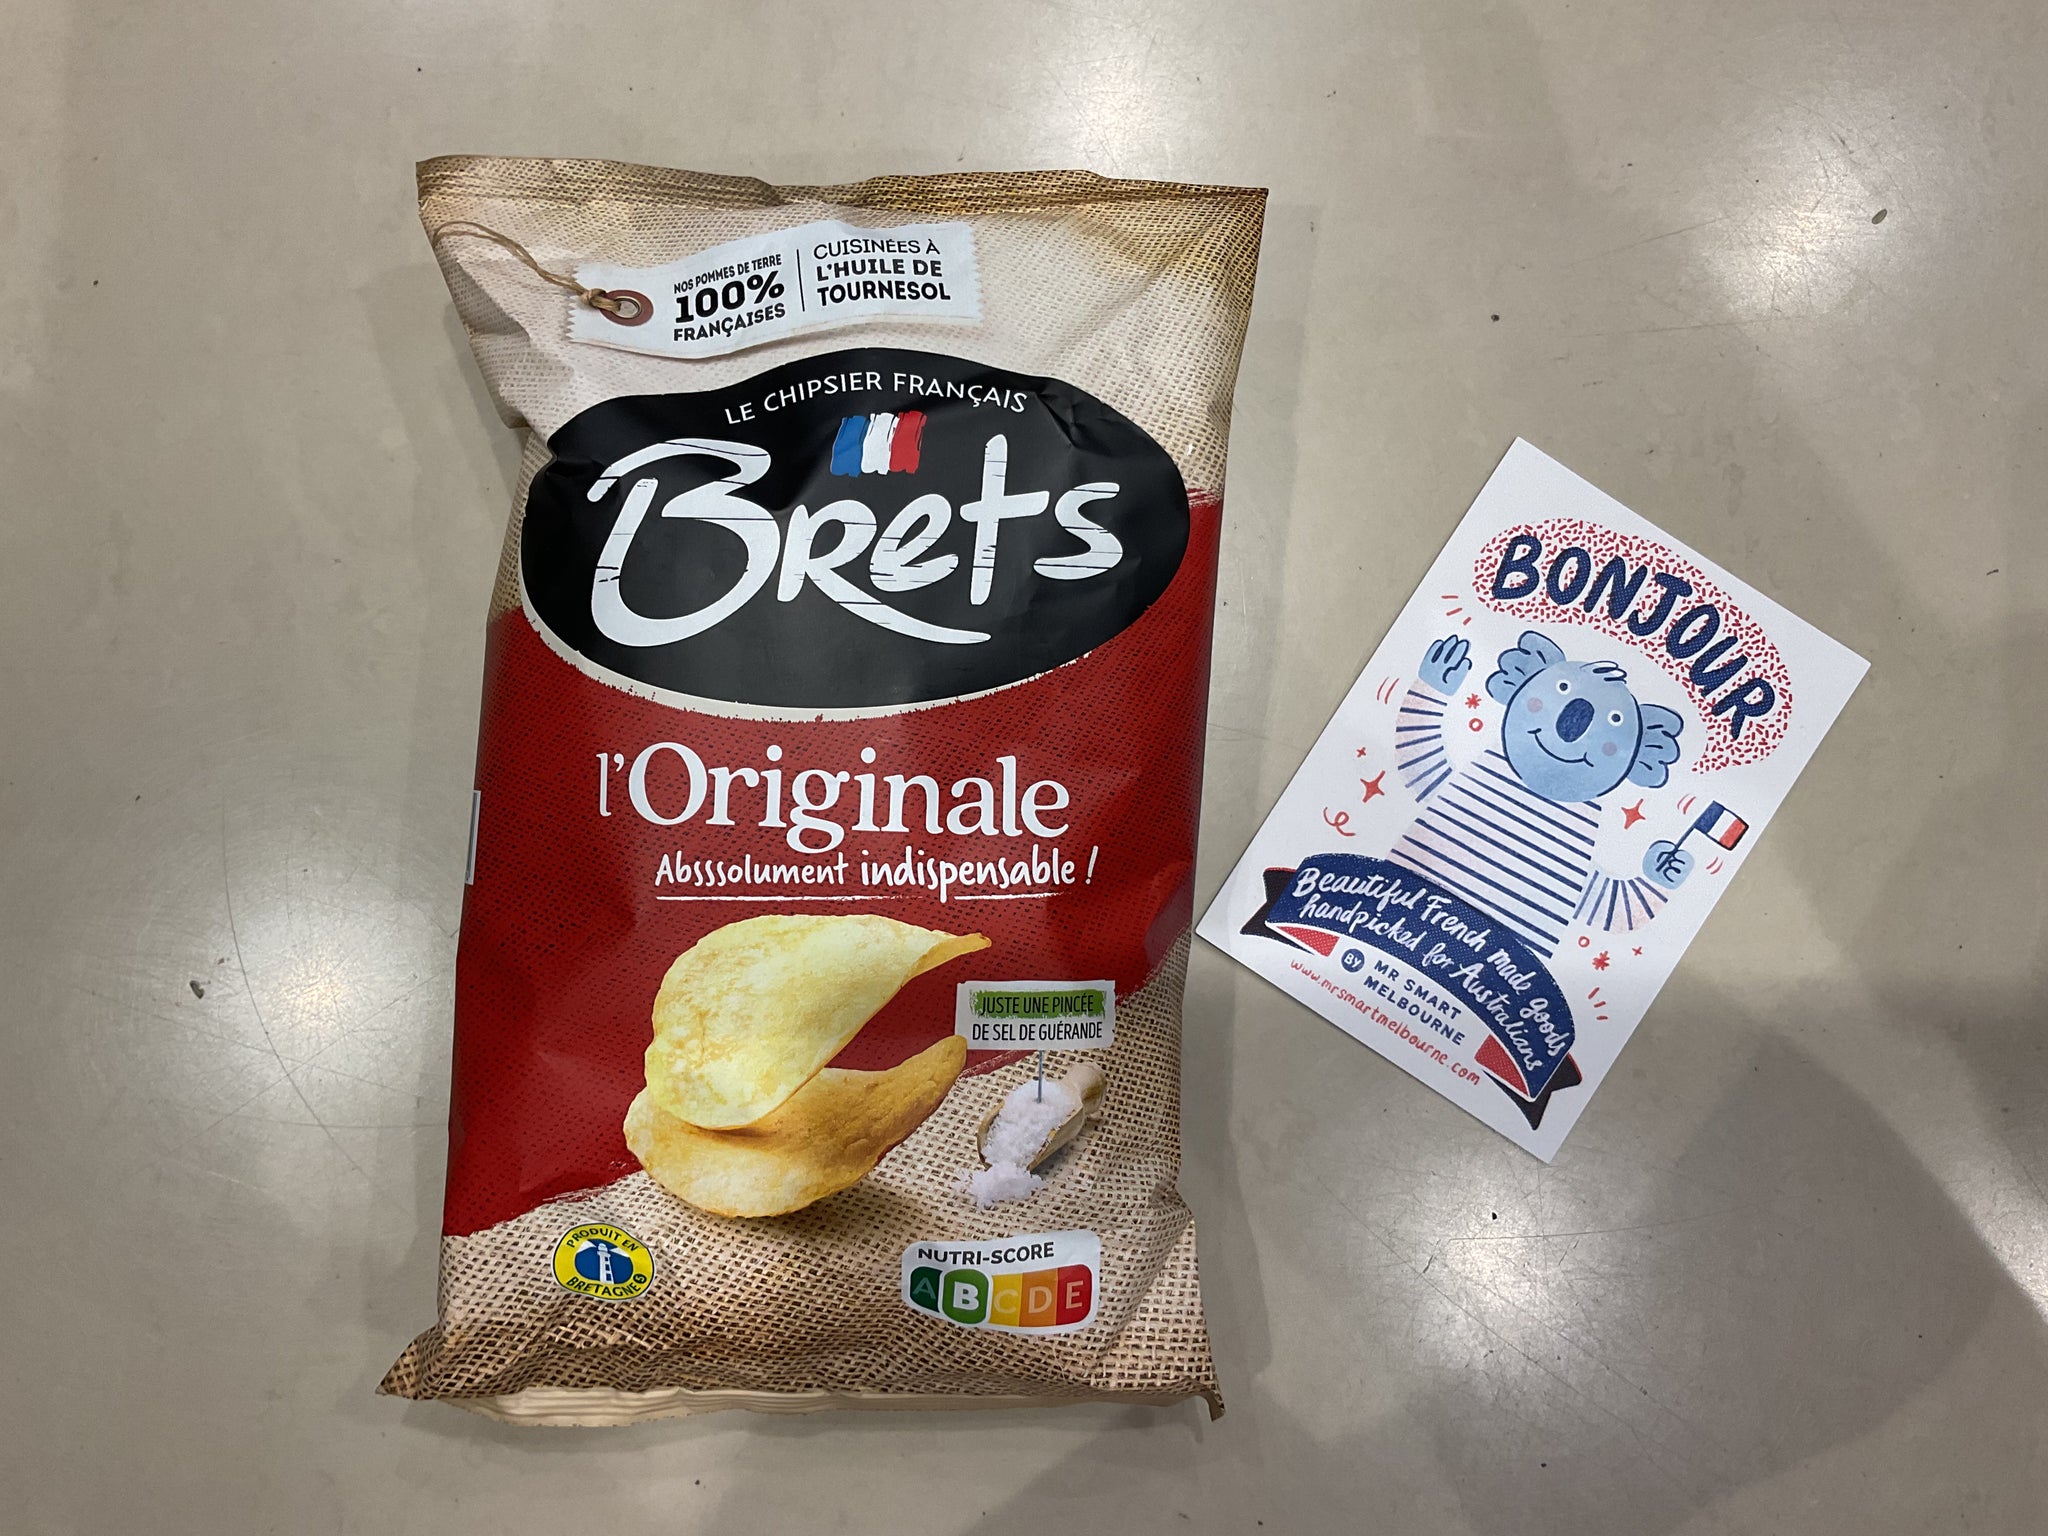 NOS POMMES DE TERRE
100%
FRANÇAISES
CUISINÉES À
L'HUILE DE
TOURNESOL
LE CHIPSIER FRANÇAIS
Brets
l'Originale
Absssolument indispensable !
JUSTE UNE PINCÉE
DE SEL DE GUÉRANDE
PRODUIT EN
BRETAGNE
NUTRI-SCORE
A B C D E
BONJOUR
Beautiful French made goods
handpicked for Australians
BY MR SMART
MELBOURNE
www.mrsmartmelbourne.com